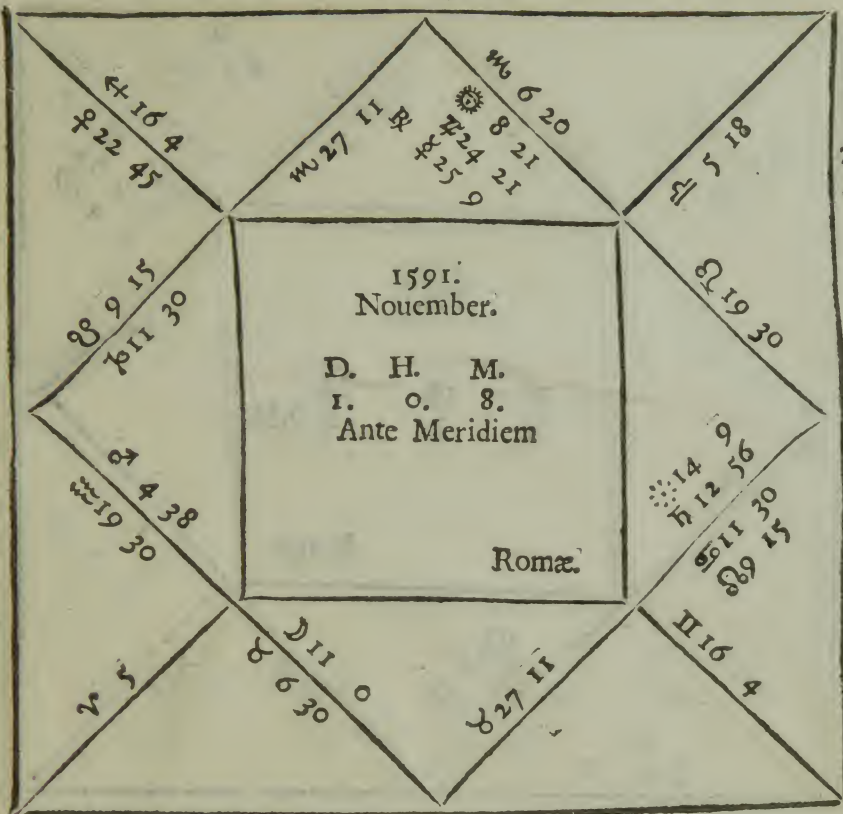 ♐ 16 4
♀ 22 45
♏ 27 11 ℞
♏ 6 20
☉ 8 21
♃ 24 21
☿ 25 9
♎ 5 18
☋ 9 15
♑ 11 30
♌ 19 30
1591.
Nouember.
D. H. M.
1. 0. 8.
Ante Meridiem
Romæ.
♂ 4 38
♒ 19 30
14 9
♄ 12 56
♋ 11 30
☊ 9 15
♈ 5
☽ 11 0
♉ 6 30
♉ 27 11
♊ 16 4